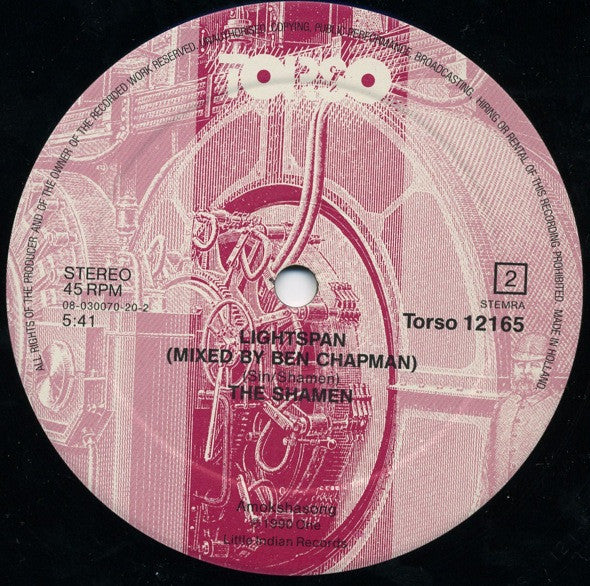 ALL RIGHTS OF THE PRODUCER AND OF THE OWNER OF THE RECORDED WORK RESERVED. UNAUTHORISED COPYING, PUBLIC PERFORMANCE, BROADCASTING, HIRING OR RENTAL OF THIS RECORDING PROHIBITED. MADE IN HOLLAND
TORSO
STEREO
45 RPM
08-030070-20-2
5:41
2
STEMRA
Torso 12165
LIGHTSPAN
(MIXED BY BEN CHAPMAN)
(Sin/Shamen)
THE SHAMEN
Amokshasong
℗1990 One
Little Indian Records